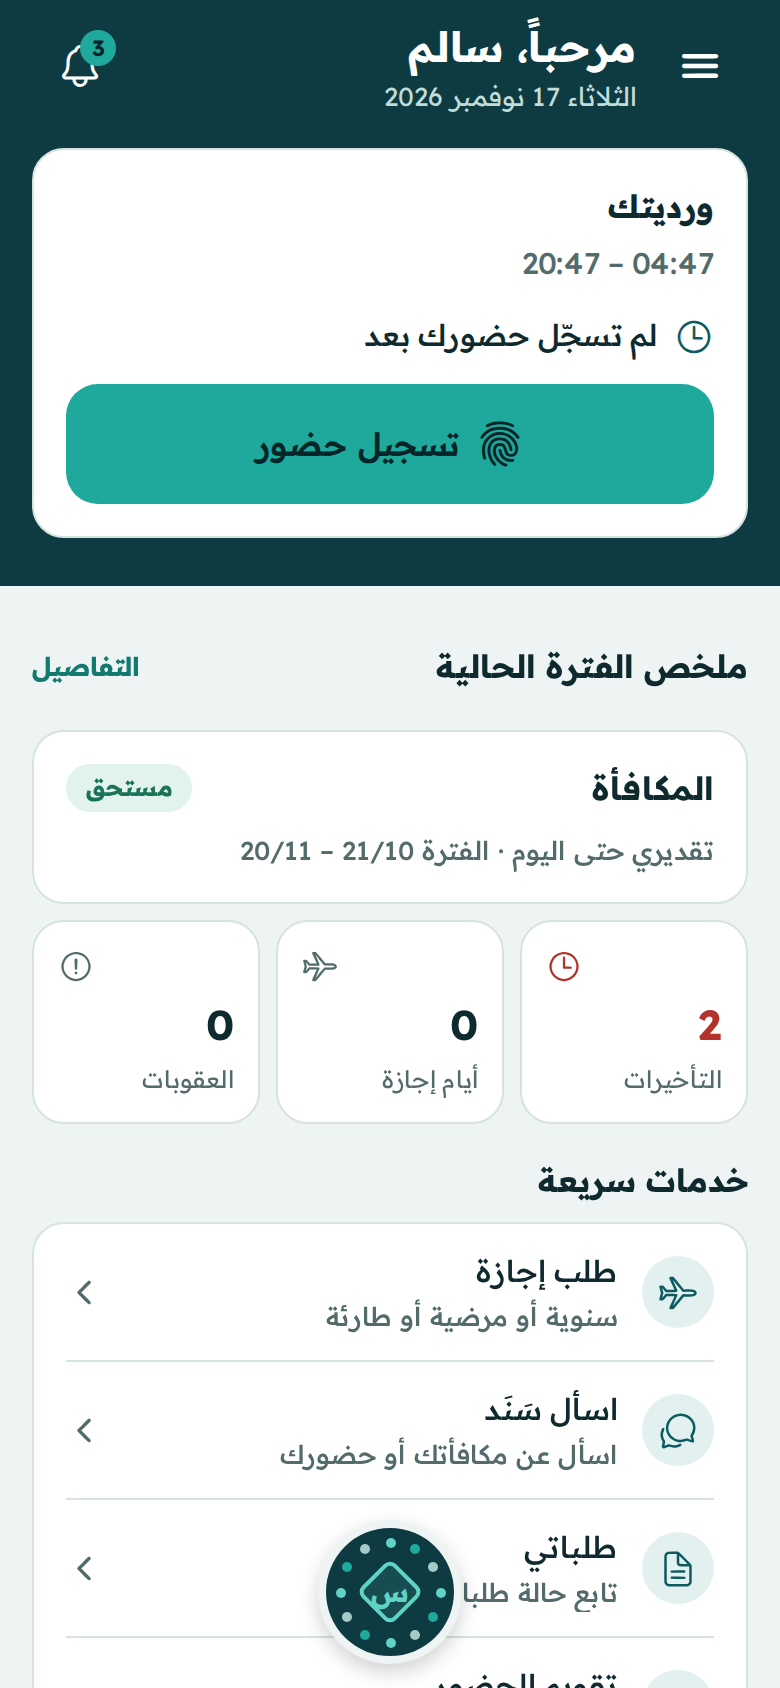 3
مرحباً، سالم
الثلاثاء 17 نوفمبر 2026
ورديتك
20:47 – 04:47
لم تسجّل حضورك بعد
تسجيل حضور
ملخص الفترة الحالية
التفاصيل
المكافأة
مستحق
تقديري حتى اليوم · الفترة 21/10 – 20/11
2
التأخيرات
0
أيام إجازة
0
العقوبات
خدمات سريعة
طلب إجازة
سنوية أو مرضية أو طارئة
اسأل سَنَد
اسأل عن مكافأتك أو حضورك
طلباتي
تابع حالة طلبا
س
تقويم الحضور